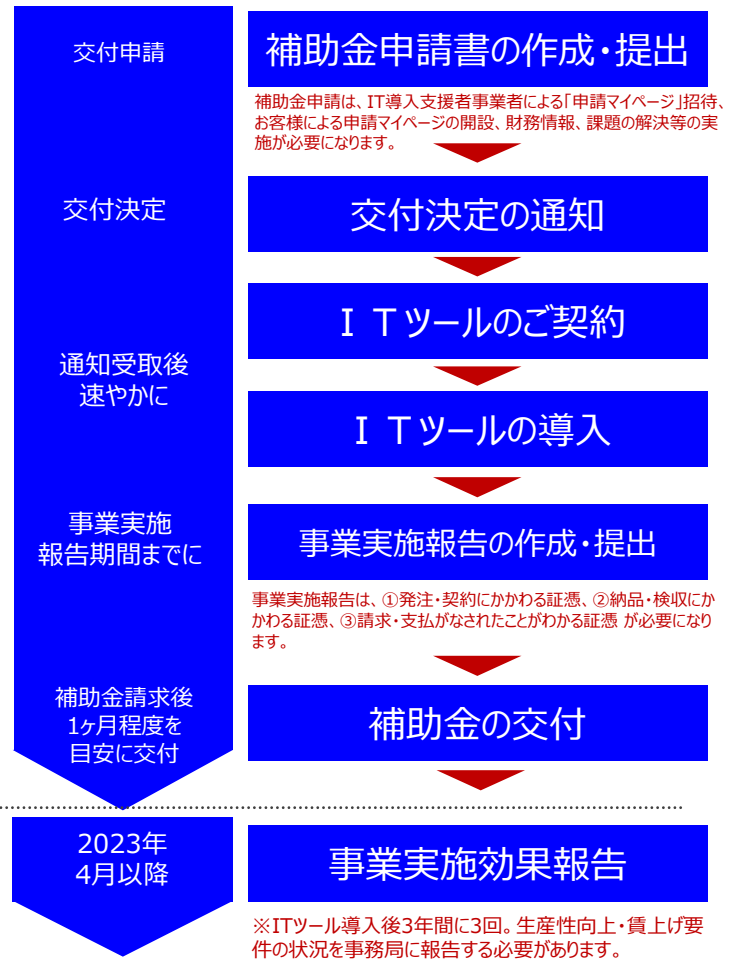 交付申請
補助金申請書の作成・提出
補助金申請は、IT導入支援者事業者による「申請マイページ」招待、
お客様による申請マイページの開設、財務情報、課題の解決等の実
施が必要になります。
交付決定
交付決定の通知
ＩＴツールのご契約
通知受取後
速やかに
ＩＴツールの導入
事業実施
報告期間までに
事業実施報告の作成・提出
事業実施報告は、①発注・契約にかかわる証憑、②納品・検収にか
かわる証憑、③請求・支払がなされたことがわかる証憑 が必要になり
ます。
補助金請求後
1ヶ月程度を
目安に交付
補助金の交付
2023年
4月以降
事業実施効果報告
※ITツール導入後3年間に3回。生産性向上・賃上げ要
件の状況を事務局に報告する必要があります。